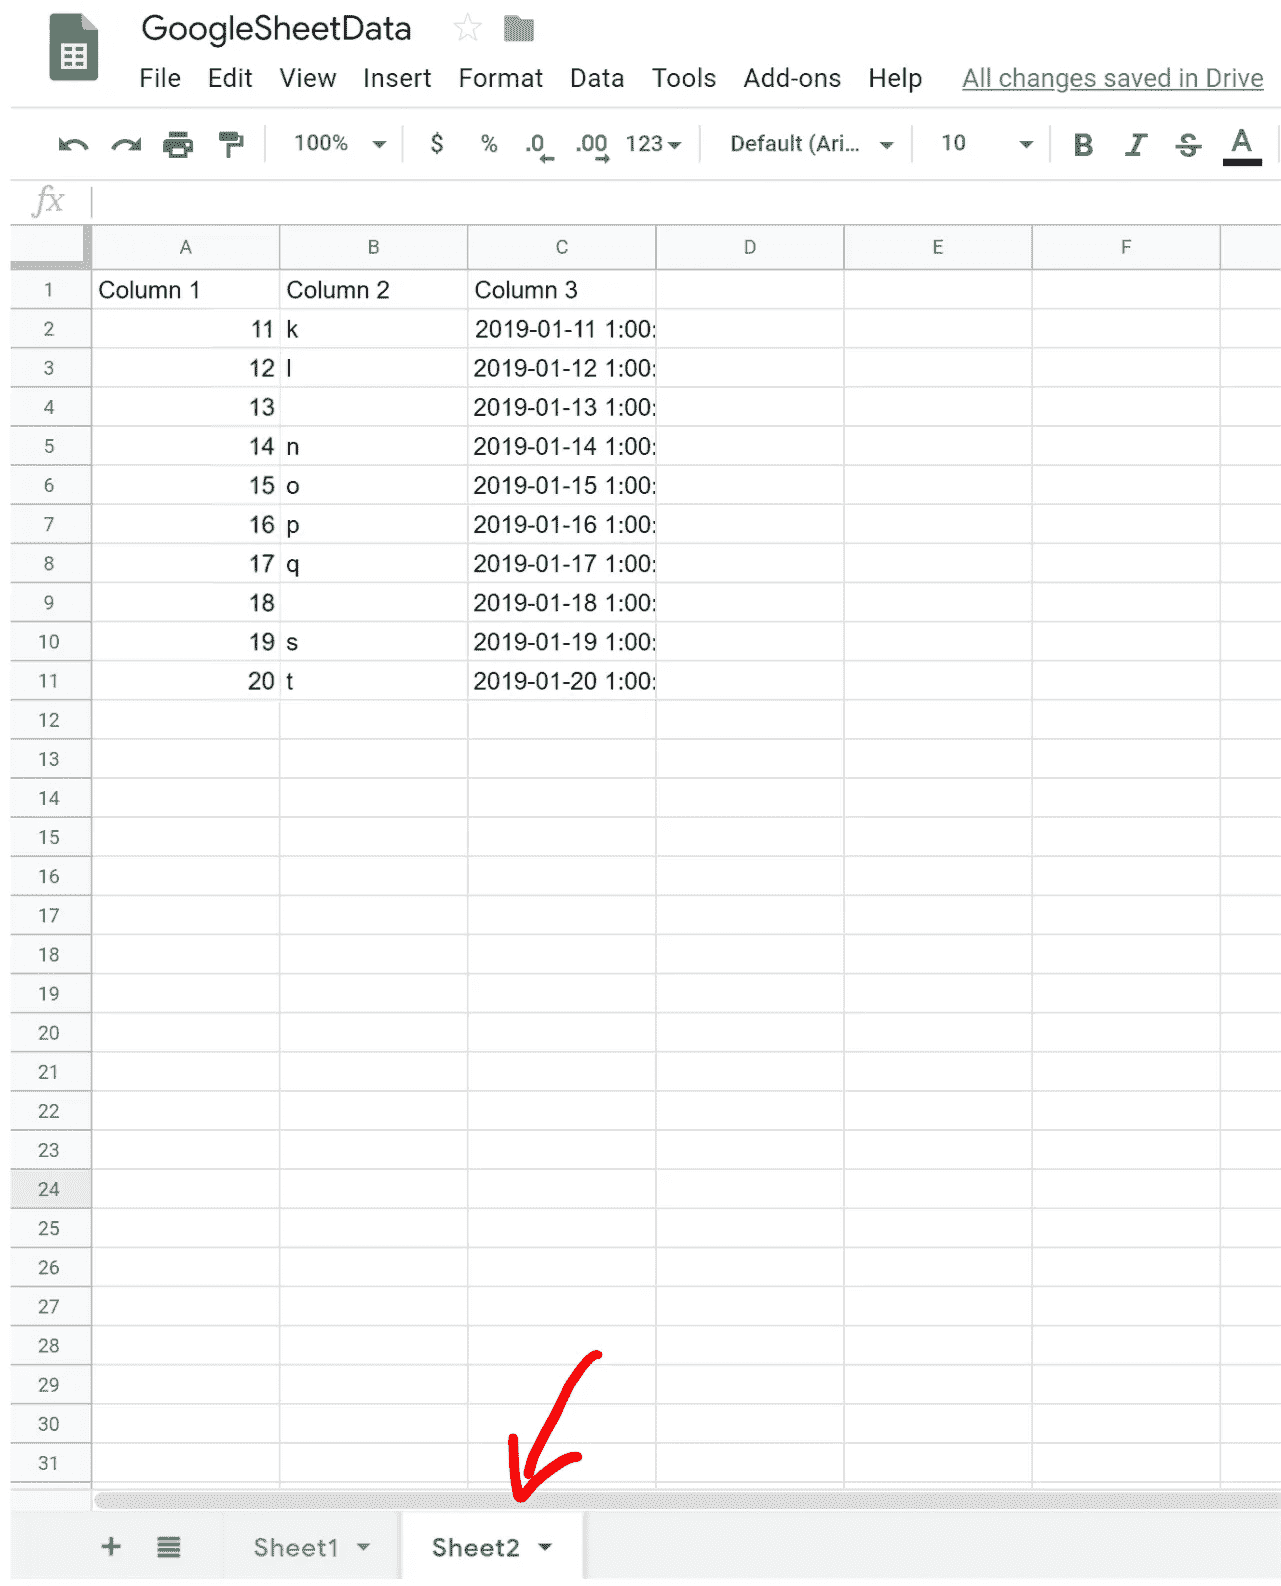 GoogleSheetData
File Edit View Insert Format Data Tools Add-ons Help All changes saved in Drive
100% $ % .0 .00 123 Default (Ari... 10 B I S A
fx
A B C D E F
1 Column 1 Column 2 Column 3
2 11 k 2019-01-11 1:00:
3 12 l 2019-01-12 1:00:
4 13 2019-01-13 1:00:
5 14 n 2019-01-14 1:00:
6 15 o 2019-01-15 1:00:
7 16 p 2019-01-16 1:00:
8 17 q 2019-01-17 1:00:
9 18 2019-01-18 1:00:
10 19 s 2019-01-19 1:00:
11 20 t 2019-01-20 1:00:
12
13
14
15
16
17
18
19
20
21
22
23
24
25
26
27
28
29
30
31
+ Sheet1 Sheet2